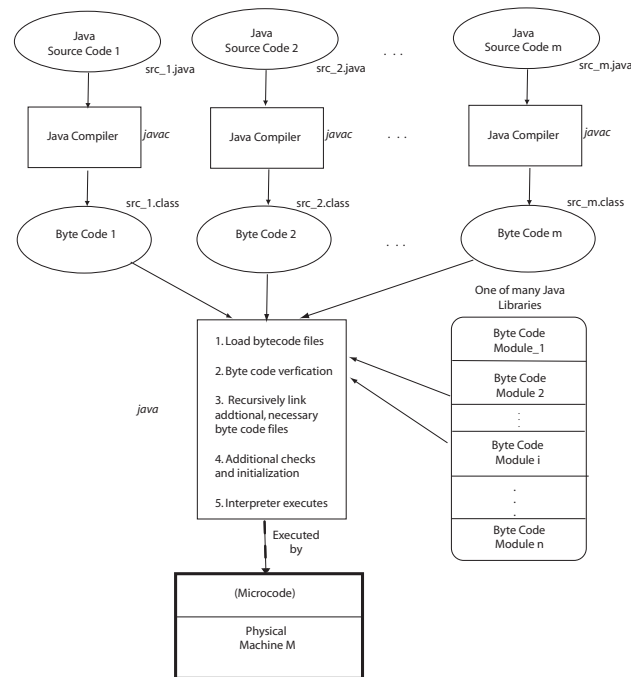 Java
Source Code 1
Java
Source Code 2
. . .
Java
Source Code m
src_1.java
src_2.java
src_m.java
Java Compiler
javac
Java Compiler
javac
. . .
Java Compiler
javac
src_1.class
src_2.class
src_m.class
Byte Code 1
Byte Code 2
. . .
Byte Code m
One of many Java
Libraries
1. Load bytecode files
2. Byte code verfication
3. Recursively link
addtional, necessary
byte code files
4. Additional checks
and initialization
5. Interpreter executes
java
Byte Code
Module_1
Byte Code
Module 2
.
.
.
Byte Code
Module i
.
.
.
Byte Code
Module n
Executed
by
(Microcode)
Physical
Machine M